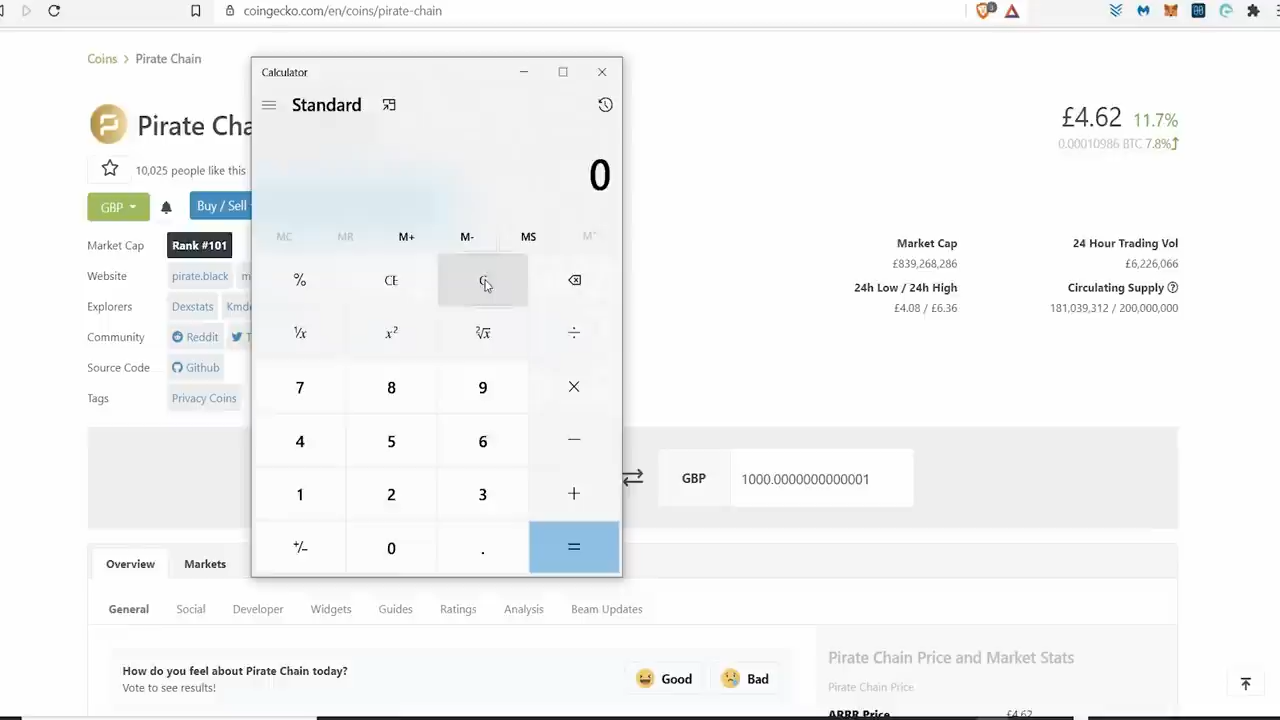 coingecko.com/en/coins/pirate-chain
Coins > Pirate Chain
Calculator
Standard
Pirate Cha
£4.62 11.7%
0.00010986 BTC 7.8%
0
10,025 people like this
GBP
Buy / Sell
MC MR M+ M- MS
Market Cap Rank #101
Market Cap
24 Hour Trading Vol
£839,268,286
£6,226,066
Website pirate.black
% CE C
24h Low / 24h High
Circulating Supply
£4.08 / £6.36
181,039,312 / 200,000,000
Explorers Dexstats Kmd
Community Reddit
¹/x x² ²√x ÷
Source Code Github
7 8 9 ×
Tags Privacy Coins
4 5 6 −
GBP 1000.0000000000001
1 2 3 +
+/− 0 . =
Overview Markets
General Social Developer Widgets Guides Ratings Analysis Beam Updates
How do you feel about Pirate Chain today?
Vote to see results!
Good Bad
Pirate Chain Price and Market Stats
Pirate Chain Price
ARRR Price £4.62